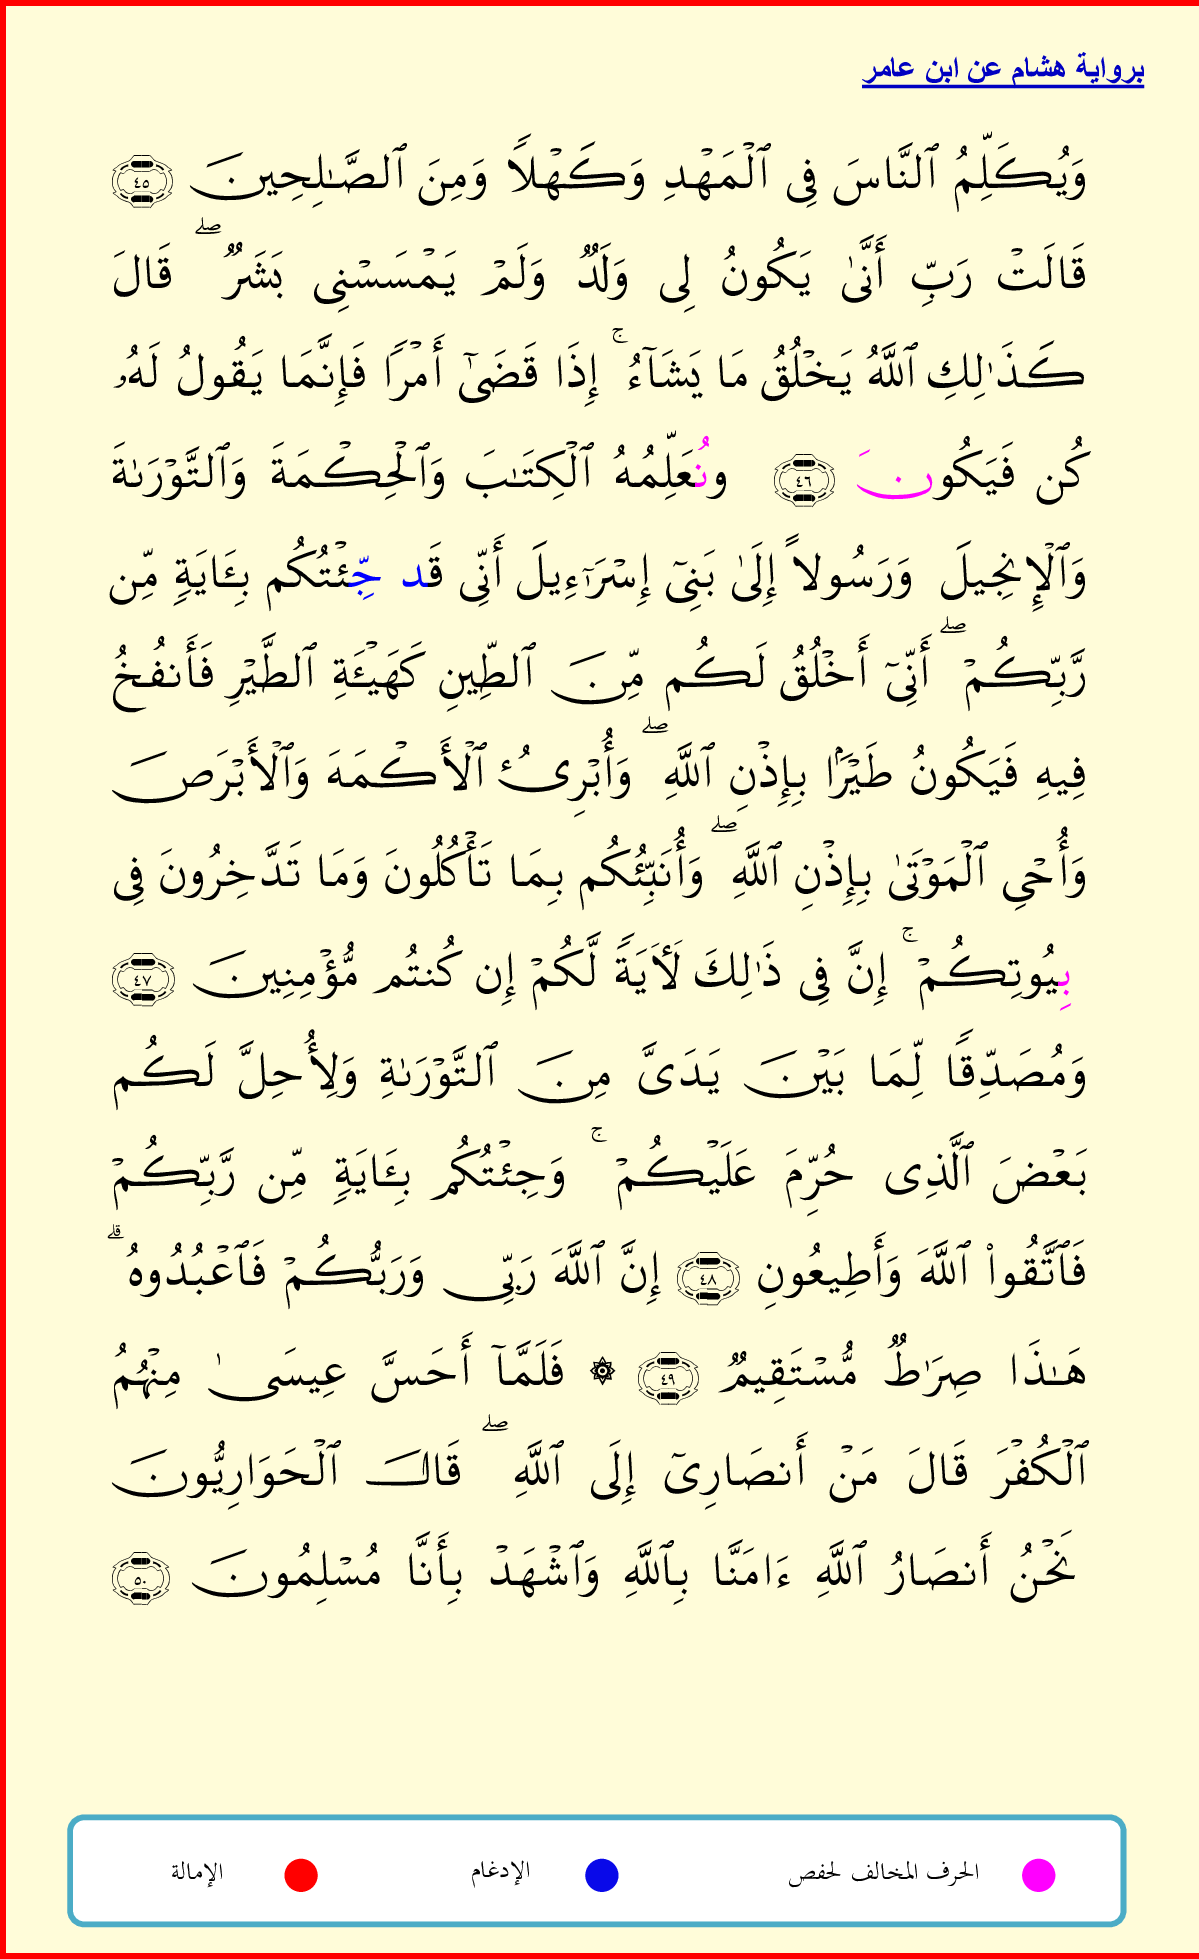 برواية هشام عن ابن عامر
وَيُكَلِّمُ ٱلنَّاسَ فِى ٱلْمَهْدِ وَكَهْلًا وَمِنَ ٱلصَّـٰلِحِينَ ٤٥
قَالَتْ رَبِّ أَنَّىٰ يَكُونُ لِى وَلَدٌ وَلَمْ يَمْسَسْنِى بَشَرٌ ۖ قَالَ
كَذَٰلِكِ ٱللَّهُ يَخْلُقُ مَا يَشَآءُ ۚ إِذَا قَضَىٰٓ أَمْرًا فَإِنَّمَا يَقُولُ لَهُۥ
كُن فَيَكُونَ ٤٦ ونُعَلِّمُهُ ٱلْكِتَـٰبَ وَٱلْحِكْمَةَ وَٱلتَّوْرَىٰةَ
وَٱلْإِنجِيلَ وَرَسُولًا إِلَىٰ بَنِىٓ إِسْرَٰٓءِيلَ أَنِّى قَد جِّئْتُكُم بِـَٔايَةٍ مِّن
رَّبِّكُمْ ۖ أَنِّىٓ أَخْلُقُ لَكُم مِّنَ ٱلطِّينِ كَهَيْـَٔةِ ٱلطَّيْرِ فَأَنفُخُ
فِيهِ فَيَكُونُ طَيْرًۢا بِإِذْنِ ٱللَّهِ ۖ وَأُبْرِئُ ٱلْأَكْمَهَ وَٱلْأَبْرَصَ
وَأُحْىِ ٱلْمَوْتَىٰ بِإِذْنِ ٱللَّهِ ۖ وَأُنَبِّئُكُم بِمَا تَأْكُلُونَ وَمَا تَدَّخِرُونَ فِى
بِيُوتِكُمْ ۚ إِنَّ فِى ذَٰلِكَ لَـَٔايَةً لَّكُمْ إِن كُنتُم مُّؤْمِنِينَ ٤٧
وَمُصَدِّقًا لِّمَا بَيْنَ يَدَىَّ مِنَ ٱلتَّوْرَىٰةِ وَلِأُحِلَّ لَكُم
بَعْضَ ٱلَّذِى حُرِّمَ عَلَيْكُمْ ۚ وَجِئْتُكُم بِـَٔايَةٍ مِّن رَّبِّكُمْ
فَٱتَّقُوا۟ ٱللَّهَ وَأَطِيعُونِ ٤٨ إِنَّ ٱللَّهَ رَبِّى وَرَبُّكُمْ فَٱعْبُدُوهُ ۗ
هَـٰذَا صِرَٰطٌ مُّسْتَقِيمٌ ٤٩ ۞ فَلَمَّآ أَحَسَّ عِيسَىٰ مِنْهُمُ
ٱلْكُفْرَ قَالَ مَنْ أَنصَارِىٓ إِلَى ٱللَّهِ ۖ قَالَ ٱلْحَوَارِيُّونَ
نَحْنُ أَنصَارُ ٱللَّهِ ءَامَنَّا بِٱللَّهِ وَٱشْهَدْ بِأَنَّا مُسْلِمُونَ ٥٠
الحرف المخالف لحفص الإدغام الإمالة